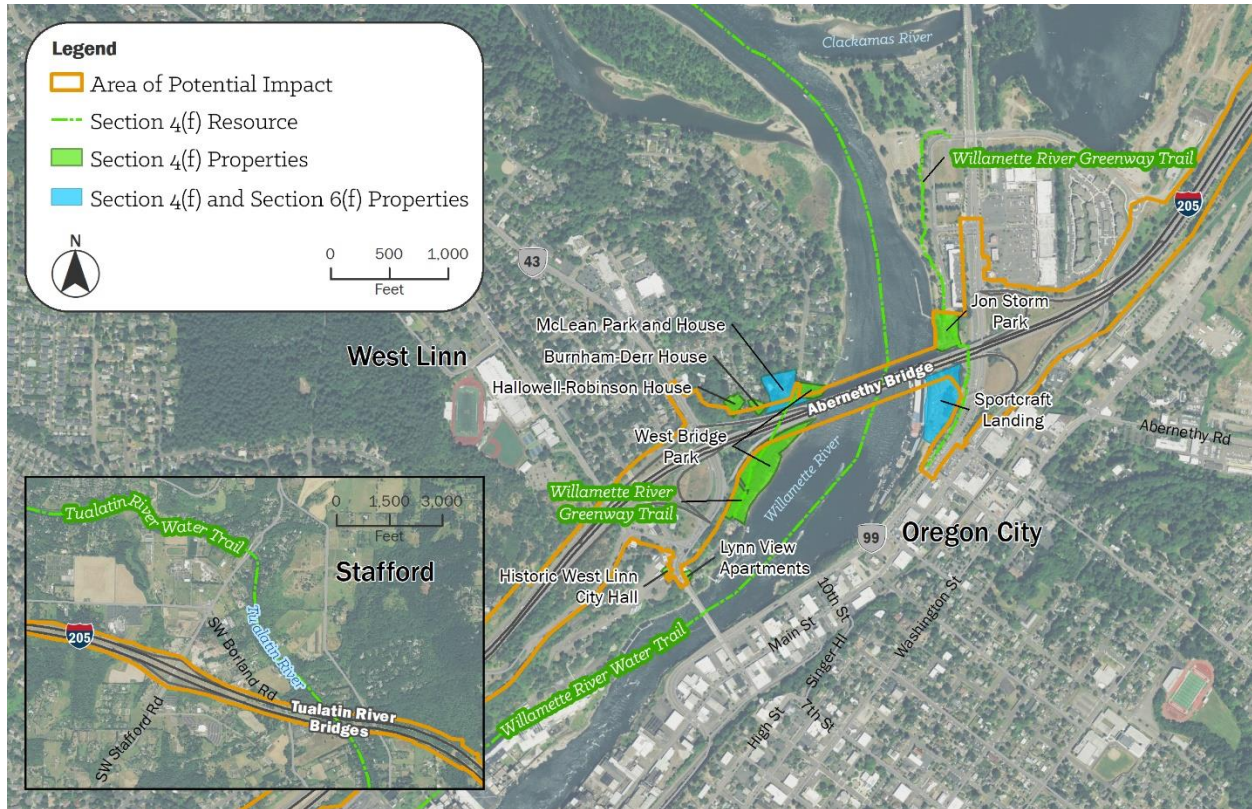 Legend
Area of Potential Impact
Section 4(f) Resource
Section 4(f) Properties
Section 4(f) and Section 6(f) Properties
N
0 500 1,000
Feet
Clackamas River
Willamette River Greenway Trail
205
43
Jon Storm
Park
McLean Park and House
Burnham-Derr House
Hallowell-Robinson House
West Linn
Abernethy Bridge
Sportcraft
Landing
Abernethy Rd
West Bridge
Park
Willamette River
Willamette River
Greenway Trail
99
Oregon City
Lynn View
Apartments
Historic West Linn
City Hall
10th St
Main St
Washington St
Singer Hl
7th St
High St
Willamette River Water Trail
0 1,500 3,000
Feet
Tualatin River Water Trail
Stafford
205
SW Borland Rd
Tualatin River
Tualatin River
Bridges
SW Stafford Rd